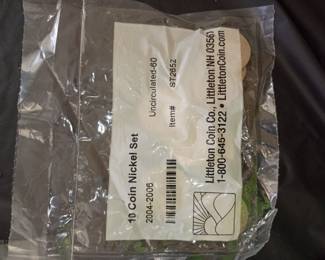 10 Coin Nickel Set
2004-2006
Uncirculated-60
Item# ST265Z
Littleton Coin Co., Littleton NH 03561
1-800-645-3122 • LittletonCoin.com